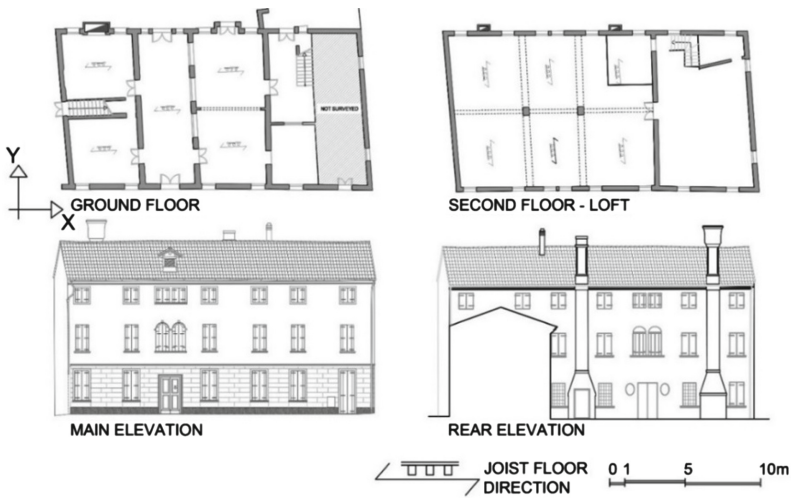 NOT SURVEYED
Y
X
GROUND FLOOR
SECOND FLOOR - LOFT
MAIN ELEVATION
REAR ELEVATION
JOIST FLOOR
DIRECTION
0 1 5 10m